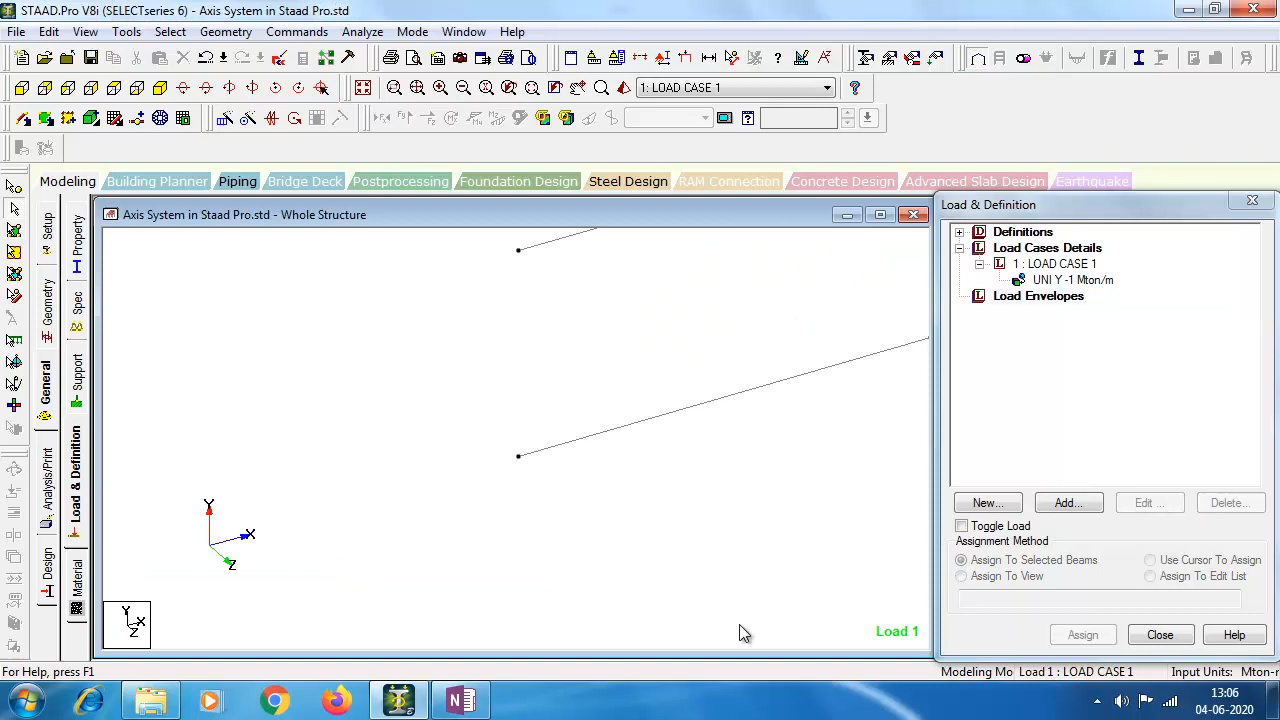 STAAD.Pro V8i (SELECTseries 6) - Axis System in Staad Pro.std
File Edit View Tools Select Geometry Commands Analyze Mode Window Help
1: LOAD CASE 1
Modeling Building Planner Piping Bridge Deck Postprocessing Foundation Design Steel Design RAM Connection Concrete Design Advanced Slab Design Earthquake
Setup
Geometry
General
Analysis/Print
Design
Property
Spec
Support
Load & Definition
Material
Axis System in Staad Pro.std - Whole Structure
Y
X
Z
Y
X
Z
Load 1
Load & Definition
Definitions
Load Cases Details
1 : LOAD CASE 1
UNI Y -1 Mton/m
Load Envelopes
New... Add... Edit ... Delete...
Toggle Load
Assignment Method
Assign To Selected Beams Use Cursor To Assign
Assign To View Assign To Edit List
Assign Close Help
For Help, press F1 Modeling Mo Load 1 : LOAD CASE 1 Input Units: Mton-
13:06
04-06-2020